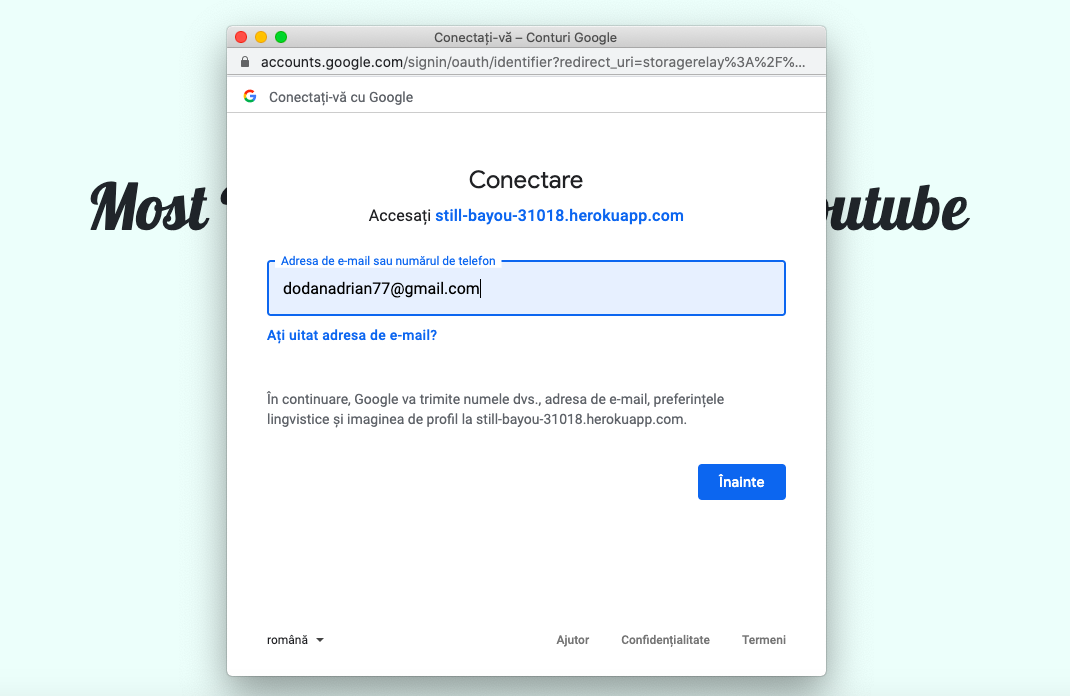 Conectați-vă – Conturi Google
accounts.google.com/signin/oauth/identifier?redirect_uri=storagerelay%3A%2F%...
Conectați-vă cu Google
Conectare
Most
utube
Accesați still-bayou-31018.herokuapp.com
Adresa de e-mail sau numărul de telefon
dodanadrian77@gmail.com
Ați uitat adresa de e-mail?
În continuare, Google va trimite numele dvs., adresa de e-mail, preferințele
lingvistice și imaginea de profil la still-bayou-31018.herokuapp.com.
Înainte
română
Ajutor
Confidențialitate
Termeni